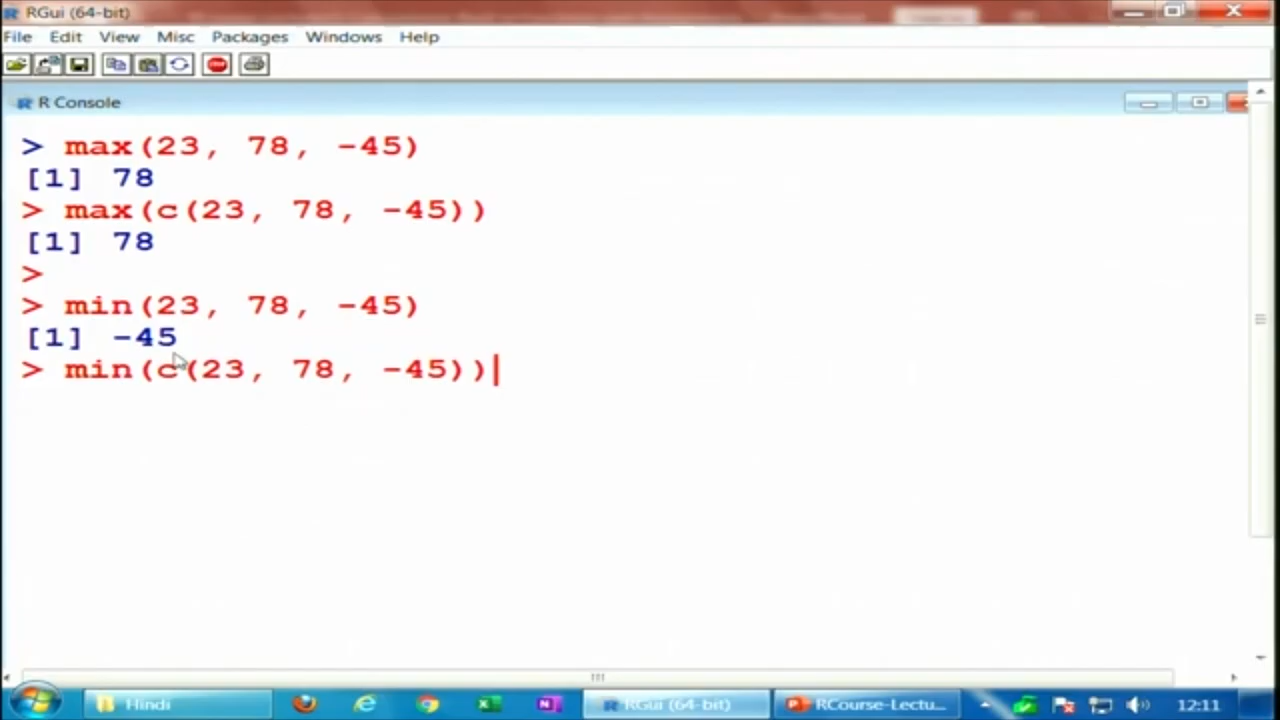 RGui (64-bit)
File Edit View Misc Packages Windows Help
R Console
> max(23, 78, -45)
[1] 78
> max(c(23, 78, -45))
[1] 78
>
> min(23, 78, -45)
[1] -45
> min(c(23, 78, -45))
Hindi RGui (64-bit) RCourse-Lectu... 12:11